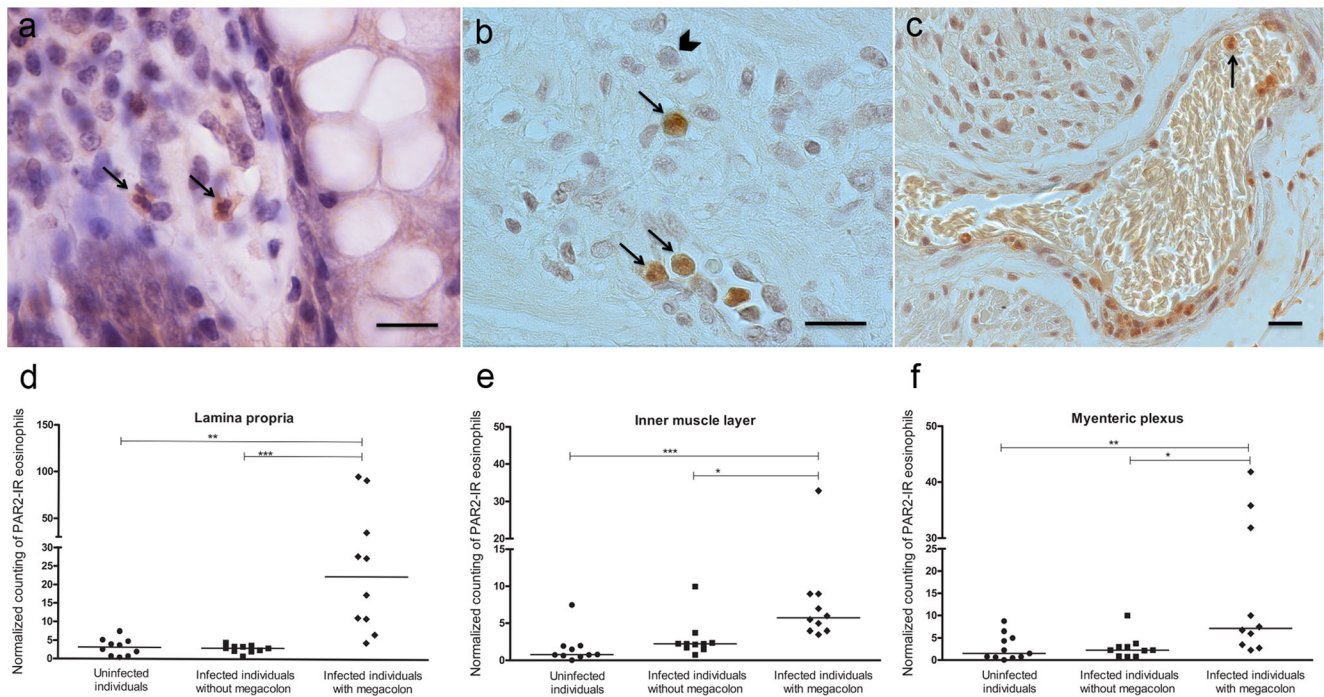 a
b
c
d
Lamina propria
Normalized counting of PAR2-IR eosinophils
150
100
50
30
25
20
15
10
5
0
**
***
Uninfected
individuals
Infected individuals
without megacolon
Infected individuals
with megacolon
e
Inner muscle layer
Normalized counting of PAR2-IR eosinophils
50
40
30
20
15
10
5
0
***
*
Uninfected
individuals
Infected individuals
without megacolon
Infected individuals
with megacolon
f
Myenteric plexus
Normalized counting of PAR2-IR eosinophils
50
40
30
25
20
15
10
5
0
**
*
Uninfected
individuals
Infected individuals
without megacolon
Infected individuals
with megacolon